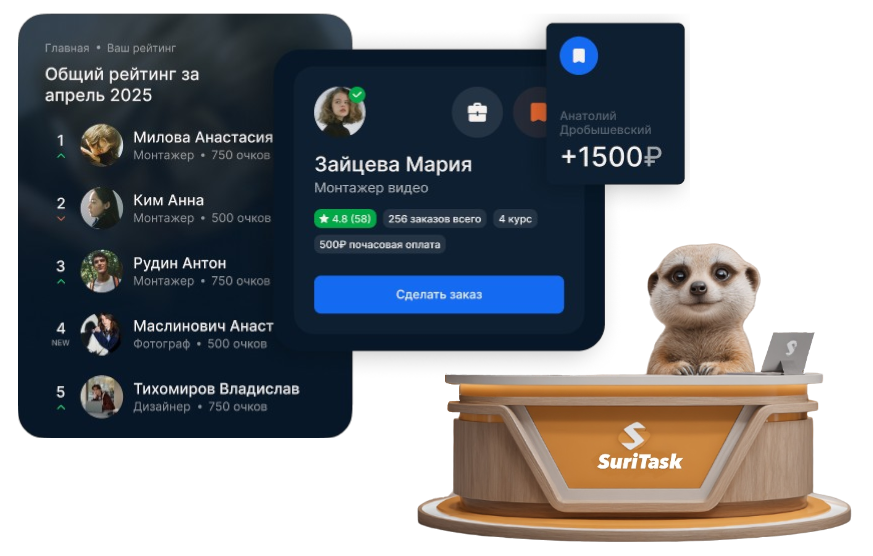 Главная • Ваш рейтинг
Общий рейтинг за
апрель 2025
1
Милова Анастасия
Монтажер • 750 очков
2
Ким Анна
Монтажер • 500 очков
3
Рудин Антон
Монтажер • 750 очков
4
NEW
Маслинович Анаст
Фотограф • 500 очков
5
Тихомиров Владислав
Дизайнер • 750 очков
Зайцева Мария
Монтажер видео
★ 4.8 (58) 256 заказов всего 4 курс
500₽ почасовая оплата
Сделать заказ
Анатолий
Дробышевский
+1500₽
S
S
SuriTask